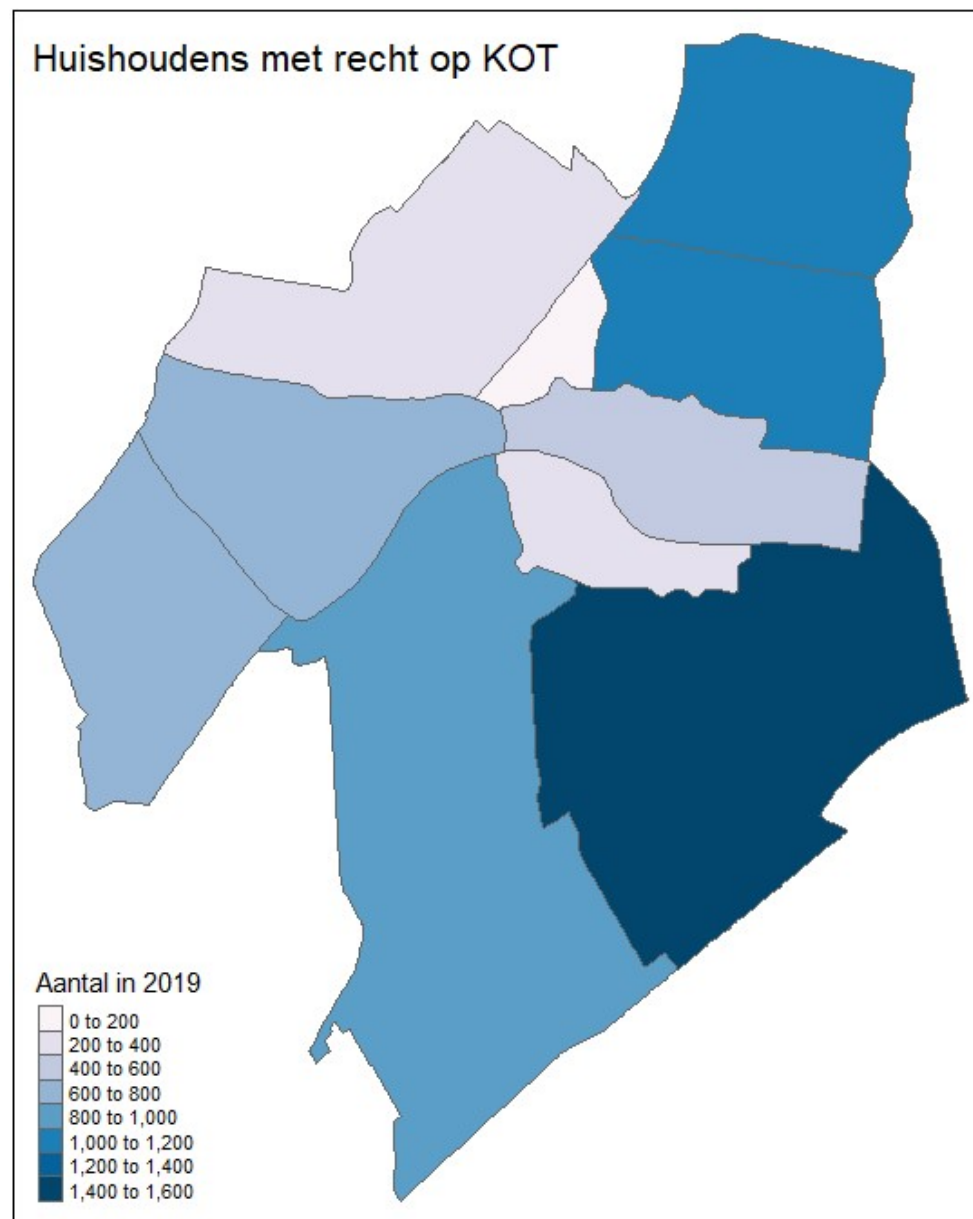 Huishoudens met recht op KOT
Aantal in 2019
0 to 200
200 to 400
400 to 600
600 to 800
800 to 1,000
1,000 to 1,200
1,200 to 1,400
1,400 to 1,600